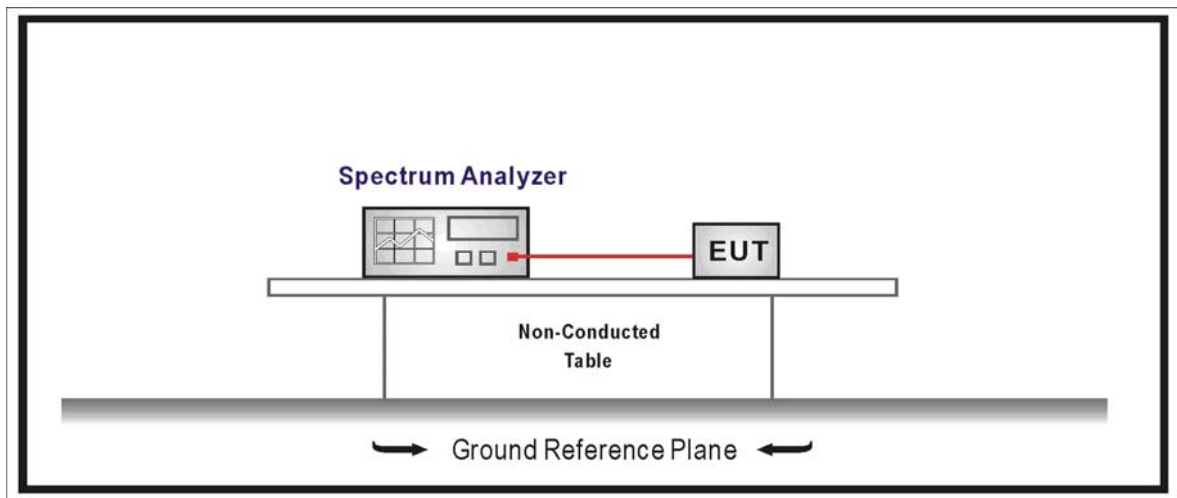 Spectrum Analyzer
EUT
Non-Conducted
Table
Ground Reference Plane